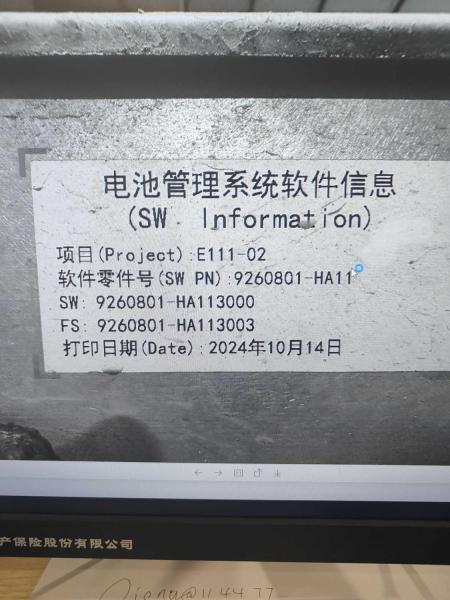 电池管理系统软件信息
(SW Information)
项目(Project):E111-02
软件零件号(SW PN):9260801-HA11
SW: 9260801-HA113000
FS: 9260801-HA113003
打印日期(Date):2024年10月14日
产保险股份有限公司